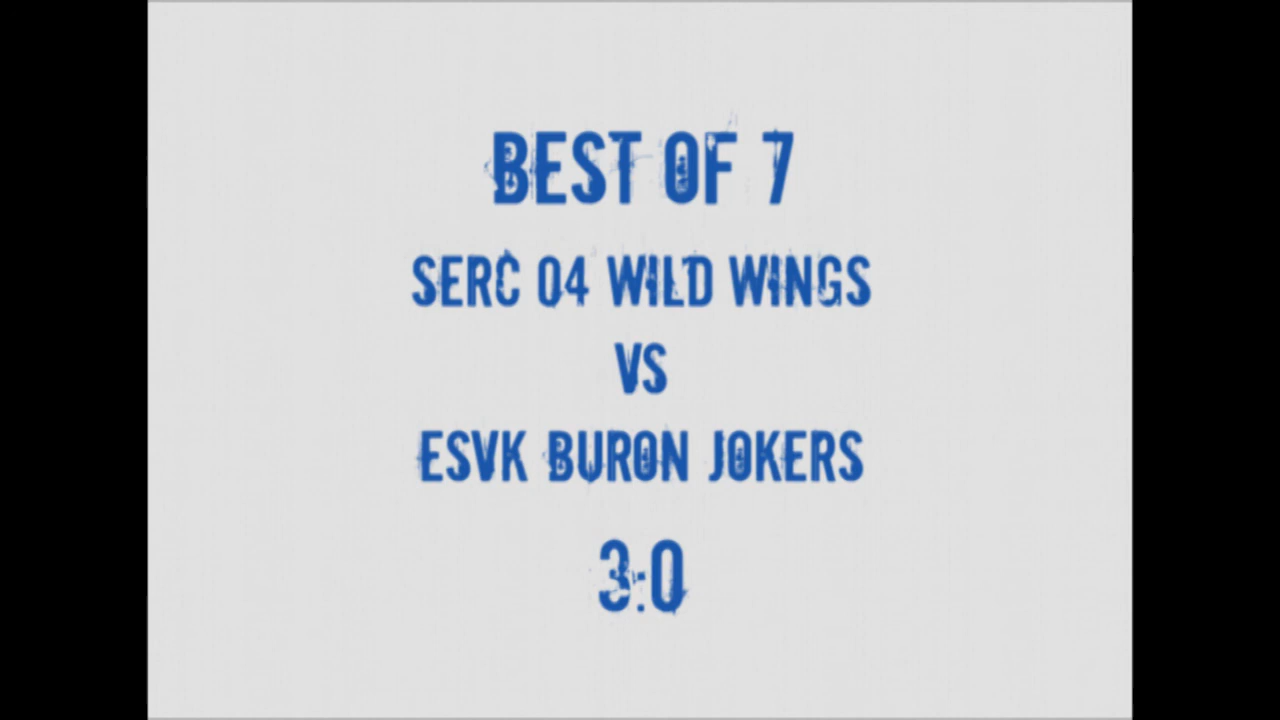 BEST OF 7
SERC 04 WILD WINGS
VS
ESVK BURON JOKERS
3:0